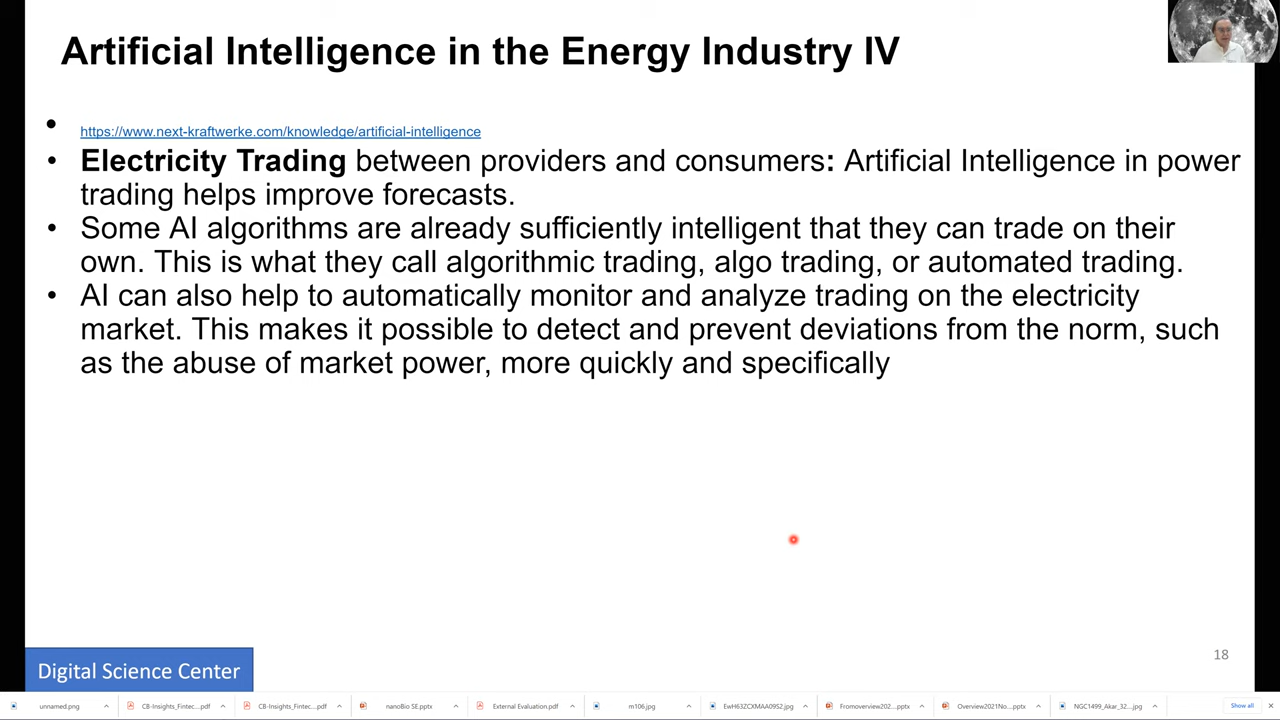 Artificial Intelligence in the Energy Industry IV
• https://www.next-kraftwerke.com/knowledge/artificial-intelligence
• Electricity Trading between providers and consumers: Artificial Intelligence in power
trading helps improve forecasts.
• Some AI algorithms are already sufficiently intelligent that they can trade on their
own. This is what they call algorithmic trading, algo trading, or automated trading.
• AI can also help to automatically monitor and analyze trading on the electricity
market. This makes it possible to detect and prevent deviations from the norm, such
as the abuse of market power, more quickly and specifically
18
Digital Science Center
unnamed.png CB-Insights_Fintec....pdf CB-Insights_Fintec....pdf nanoBio SE.pptx External Evaluation.pdf m106.jpg EwH63ZCXMAA09S2.jpg Fromoverview202....pptx Overview2021No....pptx NGC1499_Akar_32....jpg Show all